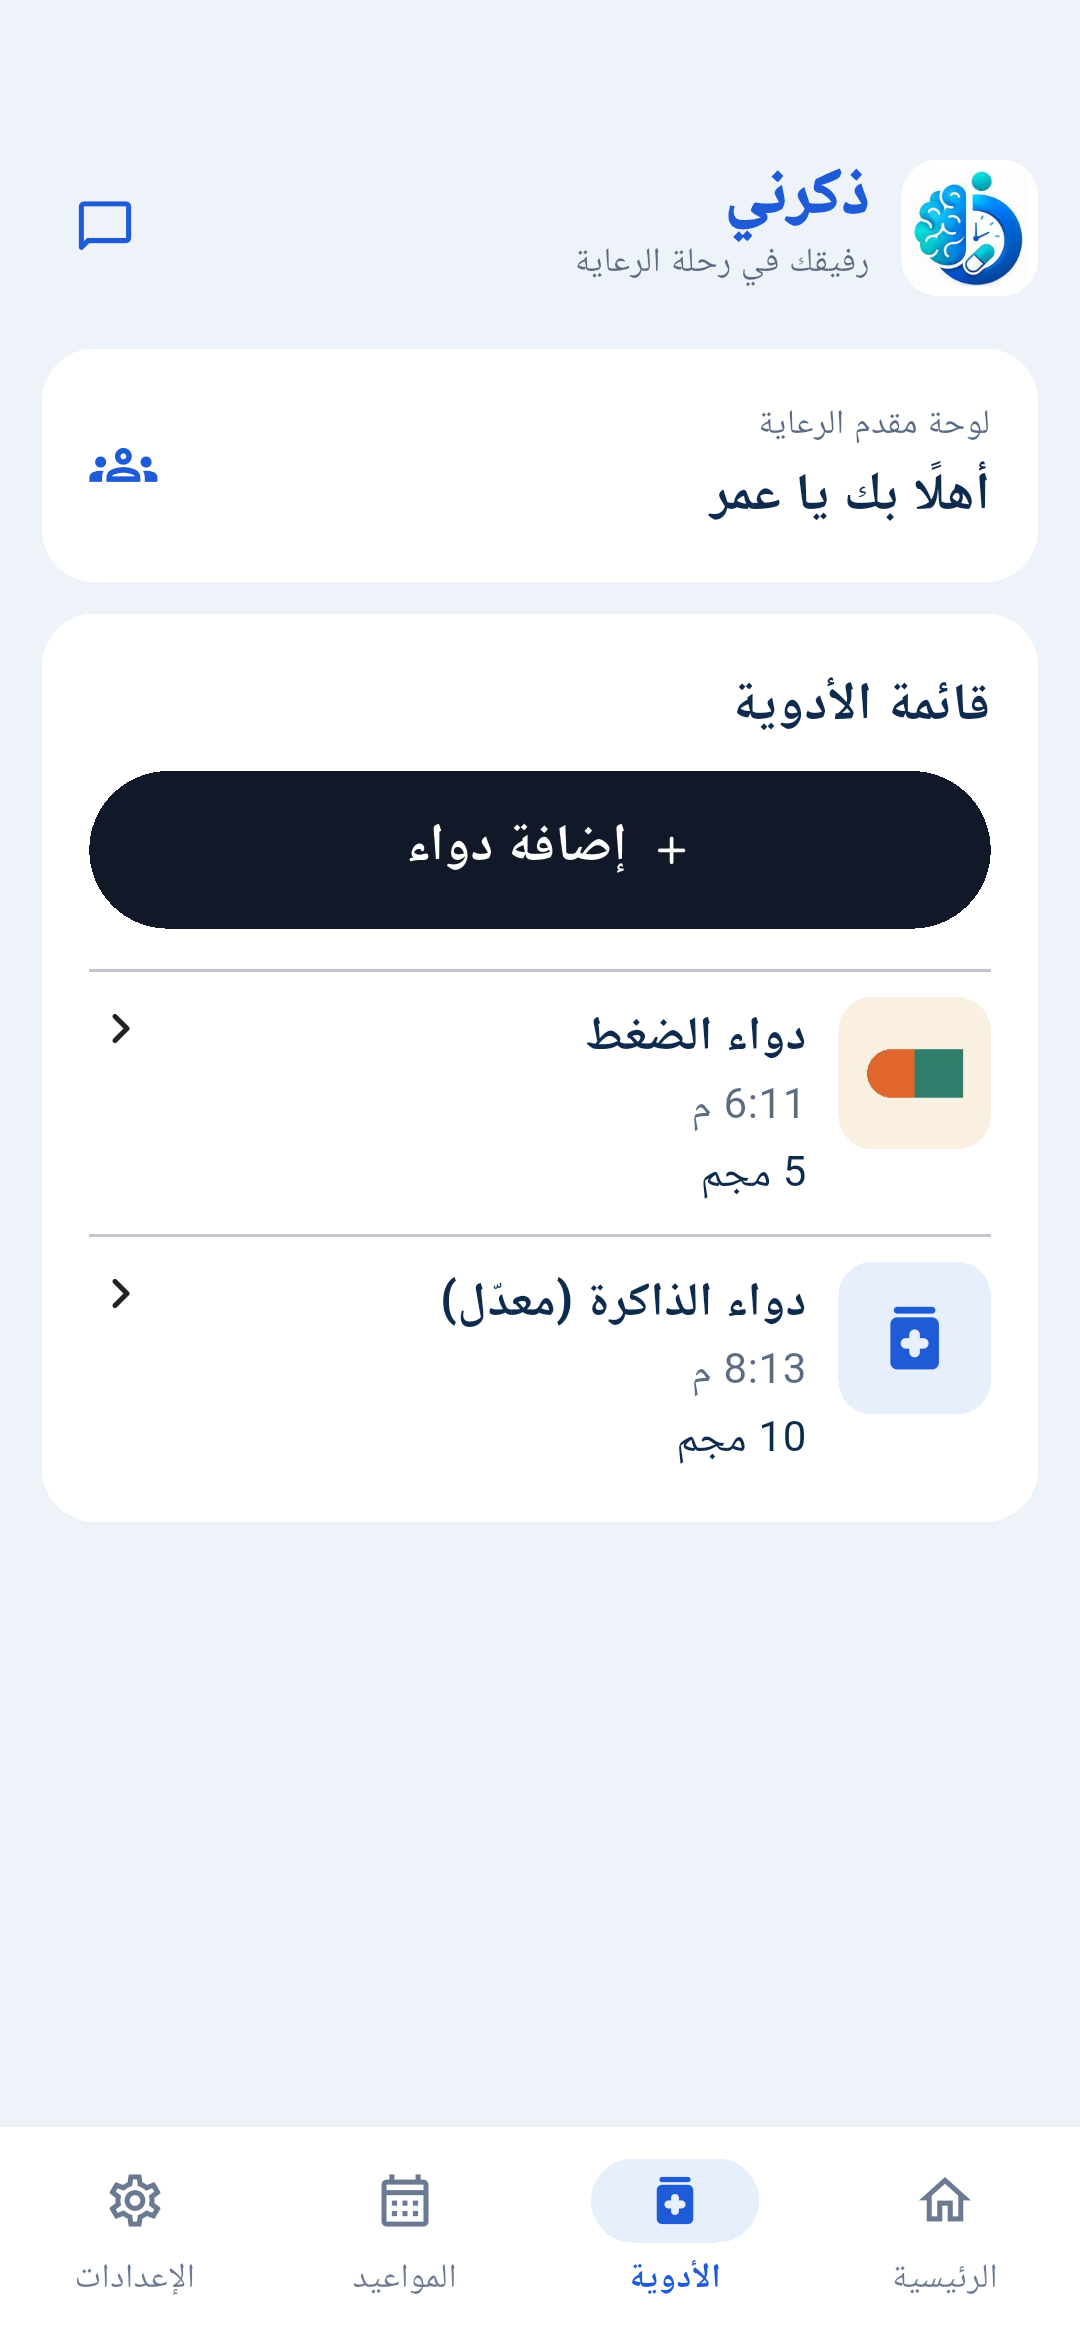 ذكرني
رفيقك في رحلة الرعاية
لوحة مقدم الرعاية
أهلًا بك يا عمر
قائمة الأدوية
+ إضافة دواء
دواء الضغط
6:11 م
5 مجم
دواء الذاكرة (معدّل)
8:13 م
10 مجم
الرئيسية
الأدوية
المواعيد
الإعدادات